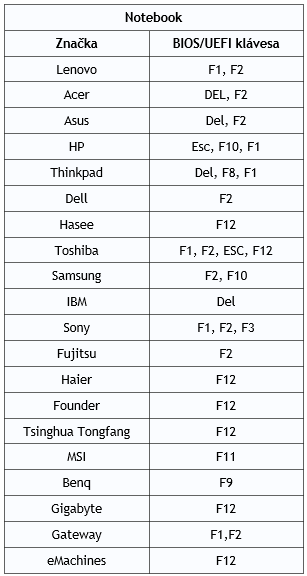 Notebook
Značka BIOS/UEFI klávesa
Lenovo F1, F2
Acer DEL, F2
Asus Del, F2
HP Esc, F10, F1
Thinkpad Del, F8, F1
Dell F2
Hasee F12
Toshiba F1, F2, ESC, F12
Samsung F2, F10
IBM Del
Sony F1, F2, F3
Fujitsu F2
Haier F12
Founder F12
Tsinghua Tongfang F12
MSI F11
Benq F9
Gigabyte F12
Gateway F1,F2
eMachines F12